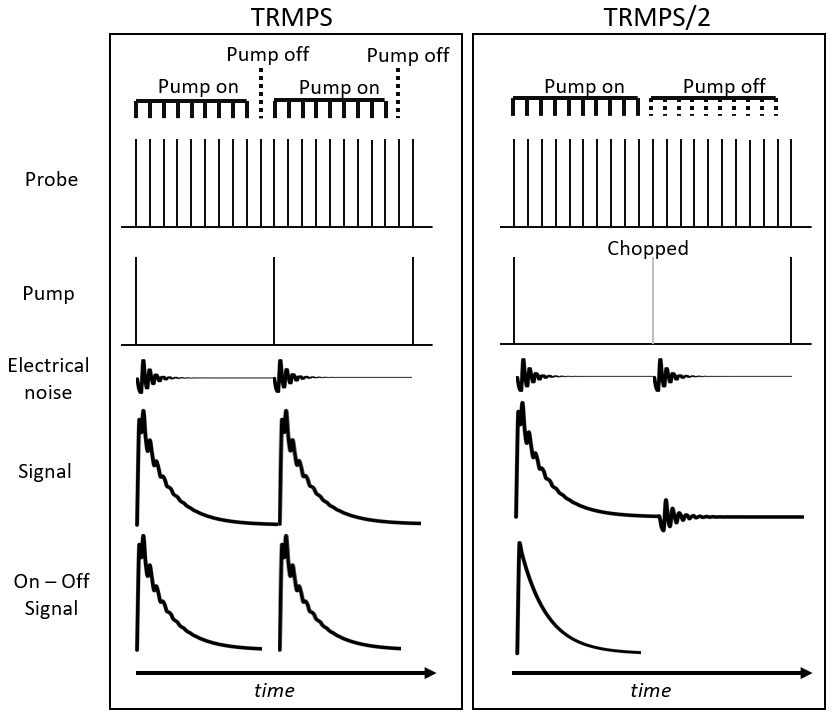 TRMPS
TRMPS/2
Pump off
Pump off
Pump on
Pump on
Pump on
Pump off
Probe
Chopped
Pump
Electrical
noise
Signal
On – Off
Signal
time
time